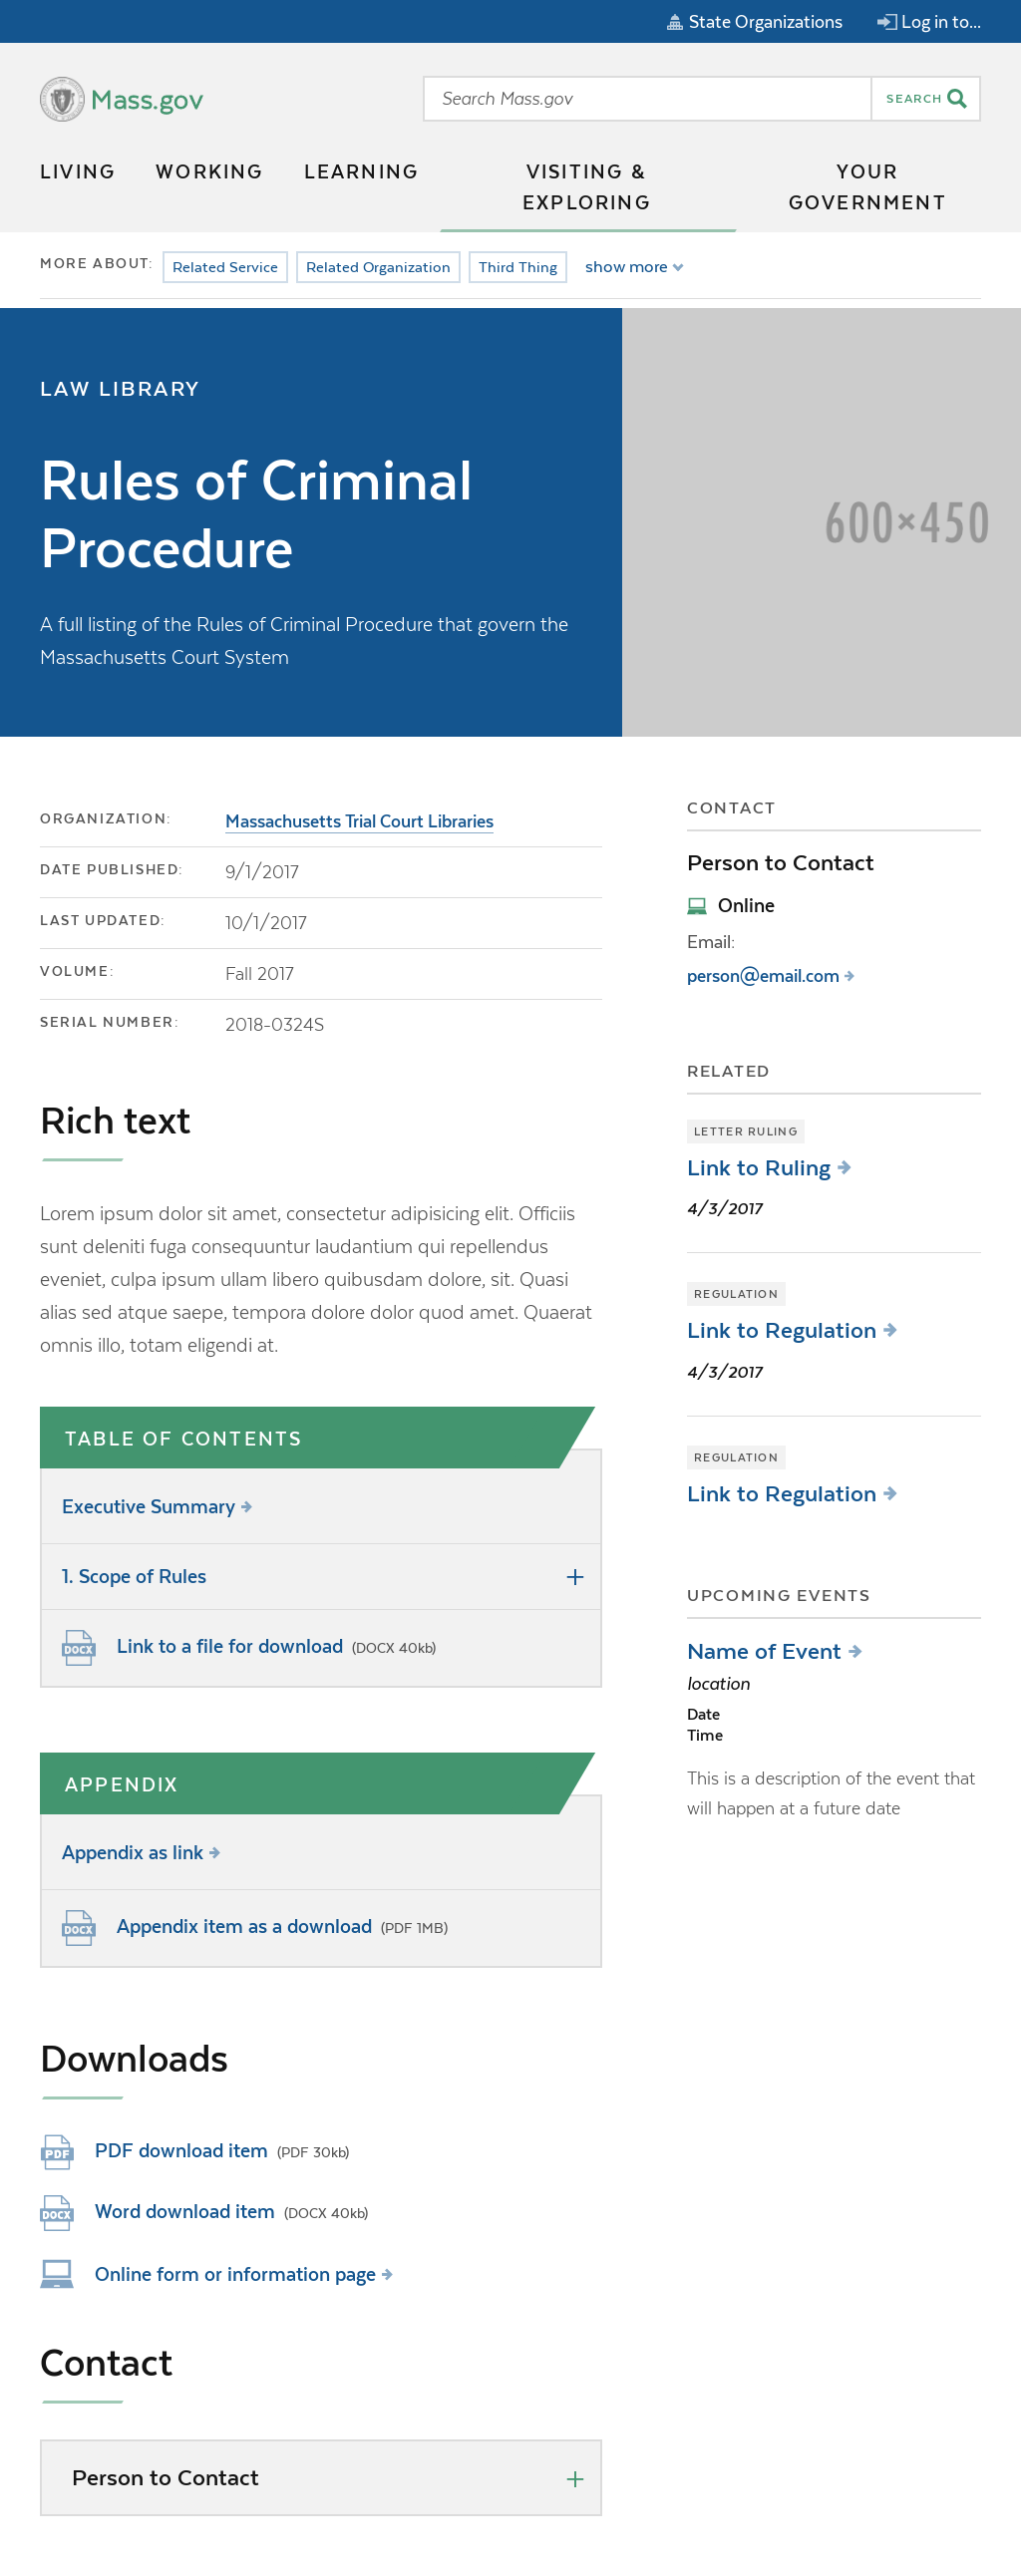 State Organizations
Log in to...
Mass.gov
Search Mass.gov
SEARCH
LIVING
WORKING
LEARNING
VISITING &
EXPLORING
YOUR
GOVERNMENT
MORE ABOUT:
Related Service
Related Organization
Third Thing
show more
LAW LIBRARY
Rules of Criminal
Procedure
A full listing of the Rules of Criminal Procedure that govern the
Massachusetts Court System
600×450
ORGANIZATION:
Massachusetts Trial Court Libraries
DATE PUBLISHED:
9/1/2017
LAST UPDATED:
10/1/2017
VOLUME:
Fall 2017
SERIAL NUMBER:
2018-0324S
Rich text
Lorem ipsum dolor sit amet, consectetur adipisicing elit. Officiis
sunt deleniti fuga consequuntur laudantium qui repellendus
eveniet, culpa ipsum ullam libero quibusdam dolore, sit. Quasi
alias sed atque saepe, tempora dolore dolor quod amet. Quaerat
omnis illo, totam eligendi at.
TABLE OF CONTENTS
Executive Summary
1. Scope of Rules
DOCX
Link to a file for download (DOCX 40kb)
APPENDIX
Appendix as link
DOCX
Appendix item as a download (PDF 1MB)
Downloads
PDF
PDF download item (PDF 30kb)
DOCX
Word download item (DOCX 40kb)
Online form or information page
Contact
Person to Contact
CONTACT
Person to Contact
Online
Email:
person@email.com
RELATED
LETTER RULING
Link to Ruling
4/3/2017
REGULATION
Link to Regulation
4/3/2017
REGULATION
Link to Regulation
UPCOMING EVENTS
Name of Event
location
Date
Time
This is a description of the event that
will happen at a future date